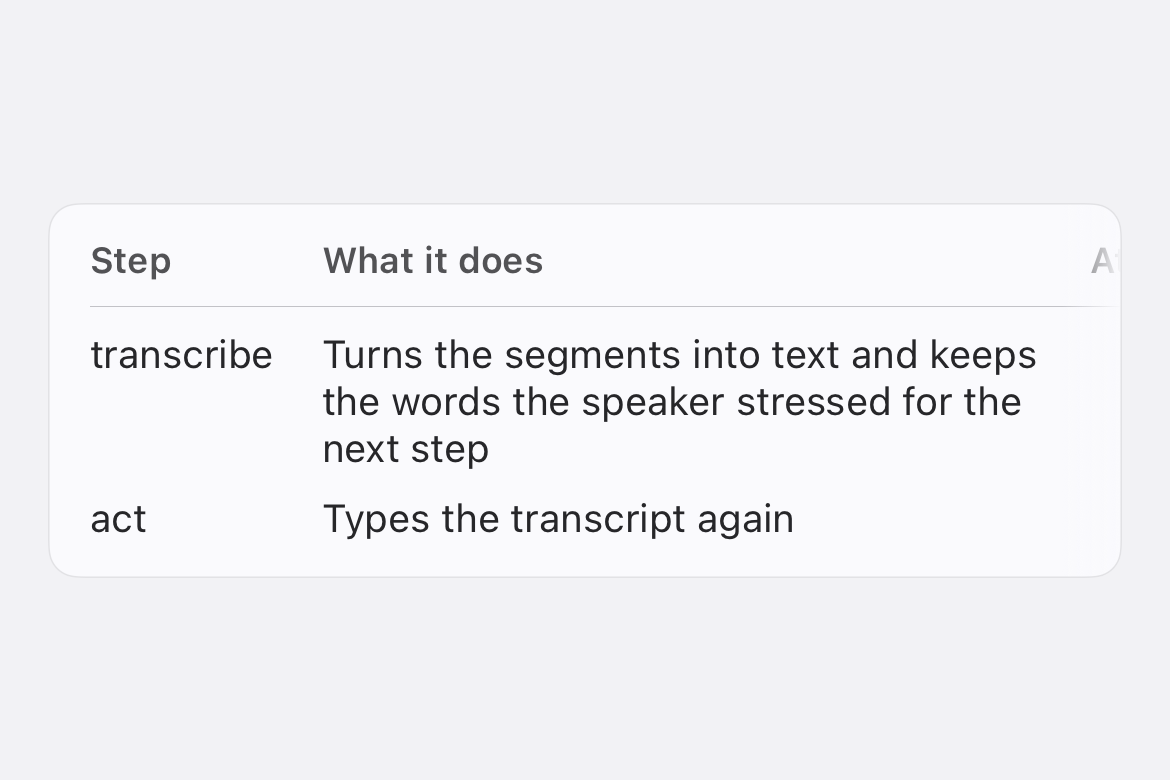 Step What it does
transcribe Turns the segments into text and keeps
the words the speaker stressed for the
next step
act Types the transcript again